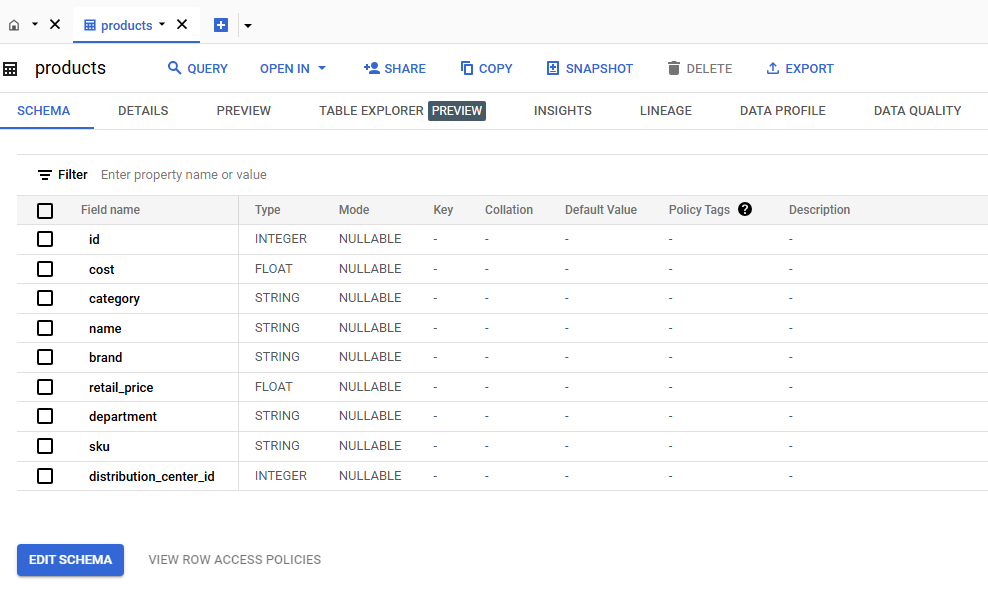 products
products QUERY OPEN IN SHARE COPY SNAPSHOT DELETE EXPORT
SCHEMA DETAILS PREVIEW TABLE EXPLORER PREVIEW INSIGHTS LINEAGE DATA PROFILE DATA QUALITY
Filter Enter property name or value
Field name Type Mode Key Collation Default Value Policy Tags ? Description
id INTEGER NULLABLE - - - - -
cost FLOAT NULLABLE - - - - -
category STRING NULLABLE - - - - -
name STRING NULLABLE - - - - -
brand STRING NULLABLE - - - - -
retail_price FLOAT NULLABLE - - - - -
department STRING NULLABLE - - - - -
sku STRING NULLABLE - - - - -
distribution_center_id INTEGER NULLABLE - - - - -
EDIT SCHEMA VIEW ROW ACCESS POLICIES